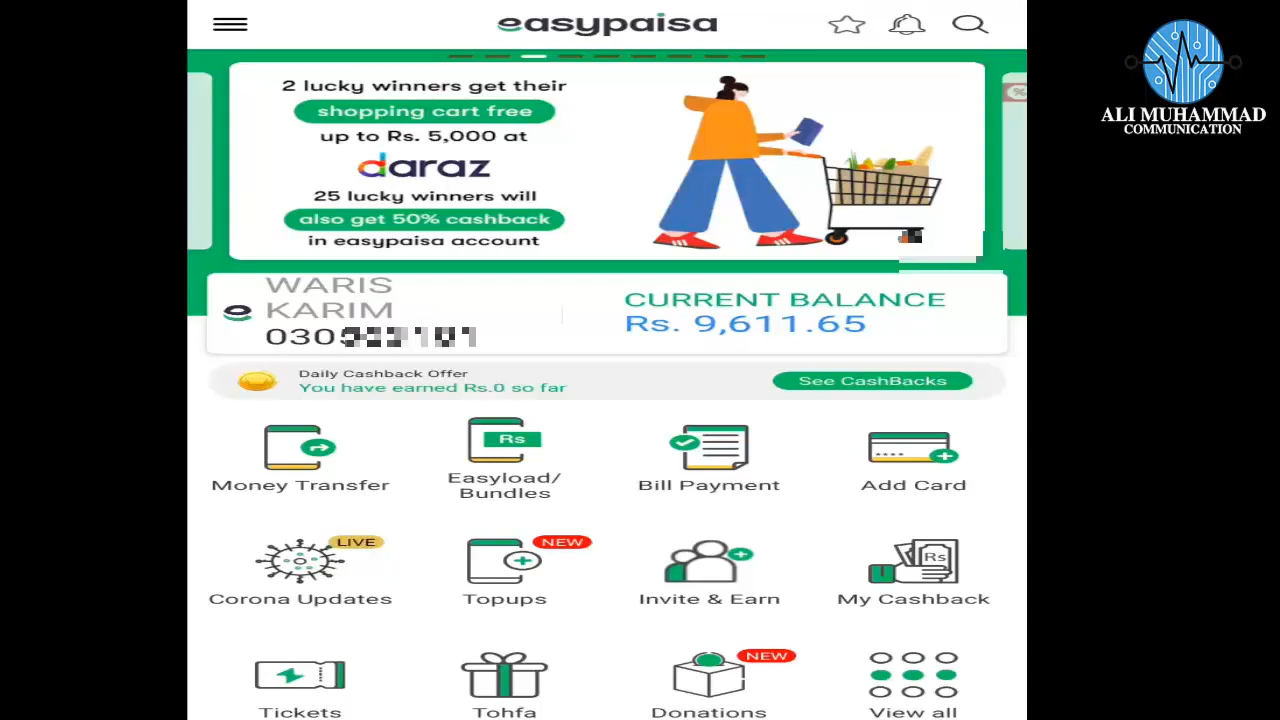 easypaisa
2 lucky winners get their
shopping cart free
up to Rs. 5,000 at
daraz
25 lucky winners will
also get 50% cashback
in easypaisa account
ALI MUHAMMAD
COMMUNICATION
WARIS
KARIM
CURRENT BALANCE
Rs. 9,611.65
Daily Cashback Offer
You have earned Rs.0 so far
See CashBacks
Rs
Money Transfer
Easyload/
Bundles
Bill Payment
Add Card
LIVE
NEW
Rs
Corona Updates
Topups
Invite & Earn
My Cashback
NEW
Tickets
Tohfa
Donations
View all